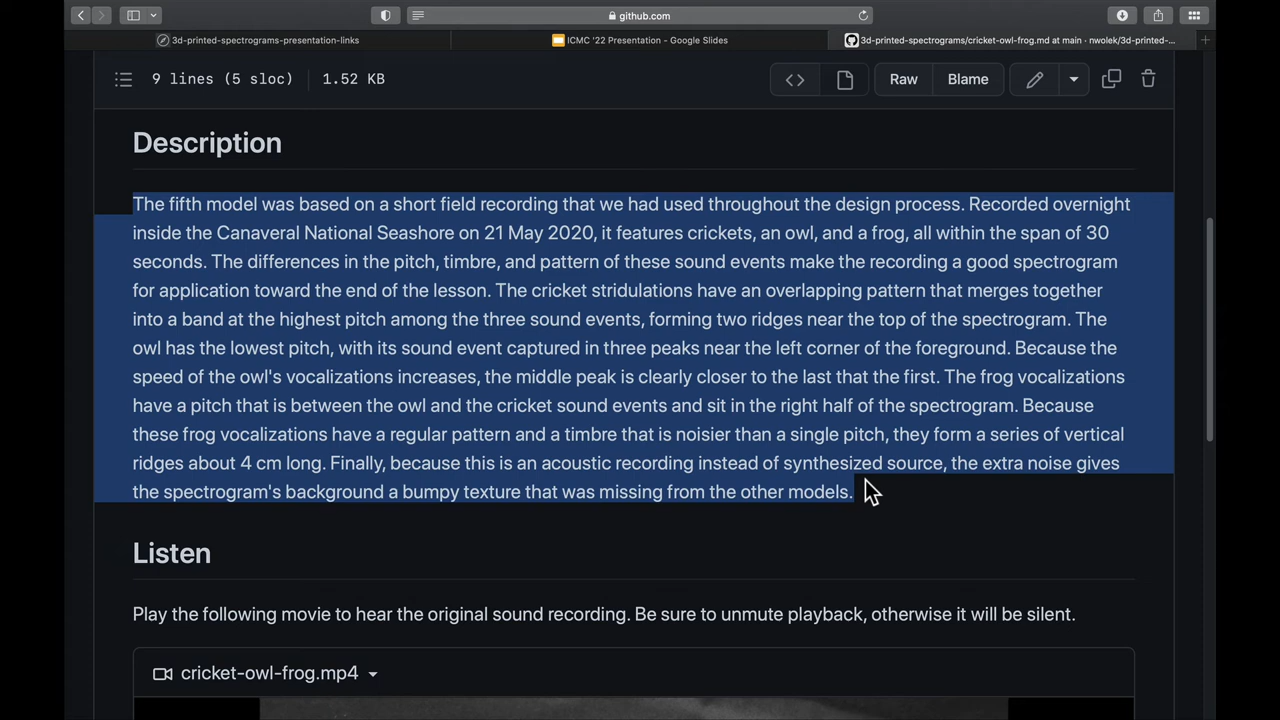 github.com
3d-printed-spectrograms-presentation-links
ICMC '22 Presentation - Google Slides
3d-printed-spectrograms/cricket-owl-frog.md at main · nwolek/3d-printed-...
9 lines (5 sloc)
1.52 KB
Raw
Blame
Description
The fifth model was based on a short field recording that we had used throughout the design process. Recorded overnight
inside the Canaveral National Seashore on 21 May 2020, it features crickets, an owl, and a frog, all within the span of 30
seconds. The differences in the pitch, timbre, and pattern of these sound events make the recording a good spectrogram
for application toward the end of the lesson. The cricket stridulations have an overlapping pattern that merges together
into a band at the highest pitch among the three sound events, forming two ridges near the top of the spectrogram. The
owl has the lowest pitch, with its sound event captured in three peaks near the left corner of the foreground. Because the
speed of the owl's vocalizations increases, the middle peak is clearly closer to the last that the first. The frog vocalizations
have a pitch that is between the owl and the cricket sound events and sit in the right half of the spectrogram. Because
these frog vocalizations have a regular pattern and a timbre that is noisier than a single pitch, they form a series of vertical
ridges about 4 cm long. Finally, because this is an acoustic recording instead of synthesized source, the extra noise gives
the spectrogram's background a bumpy texture that was missing from the other models.
Listen
Play the following movie to hear the original sound recording. Be sure to unmute playback, otherwise it will be silent.
cricket-owl-frog.mp4